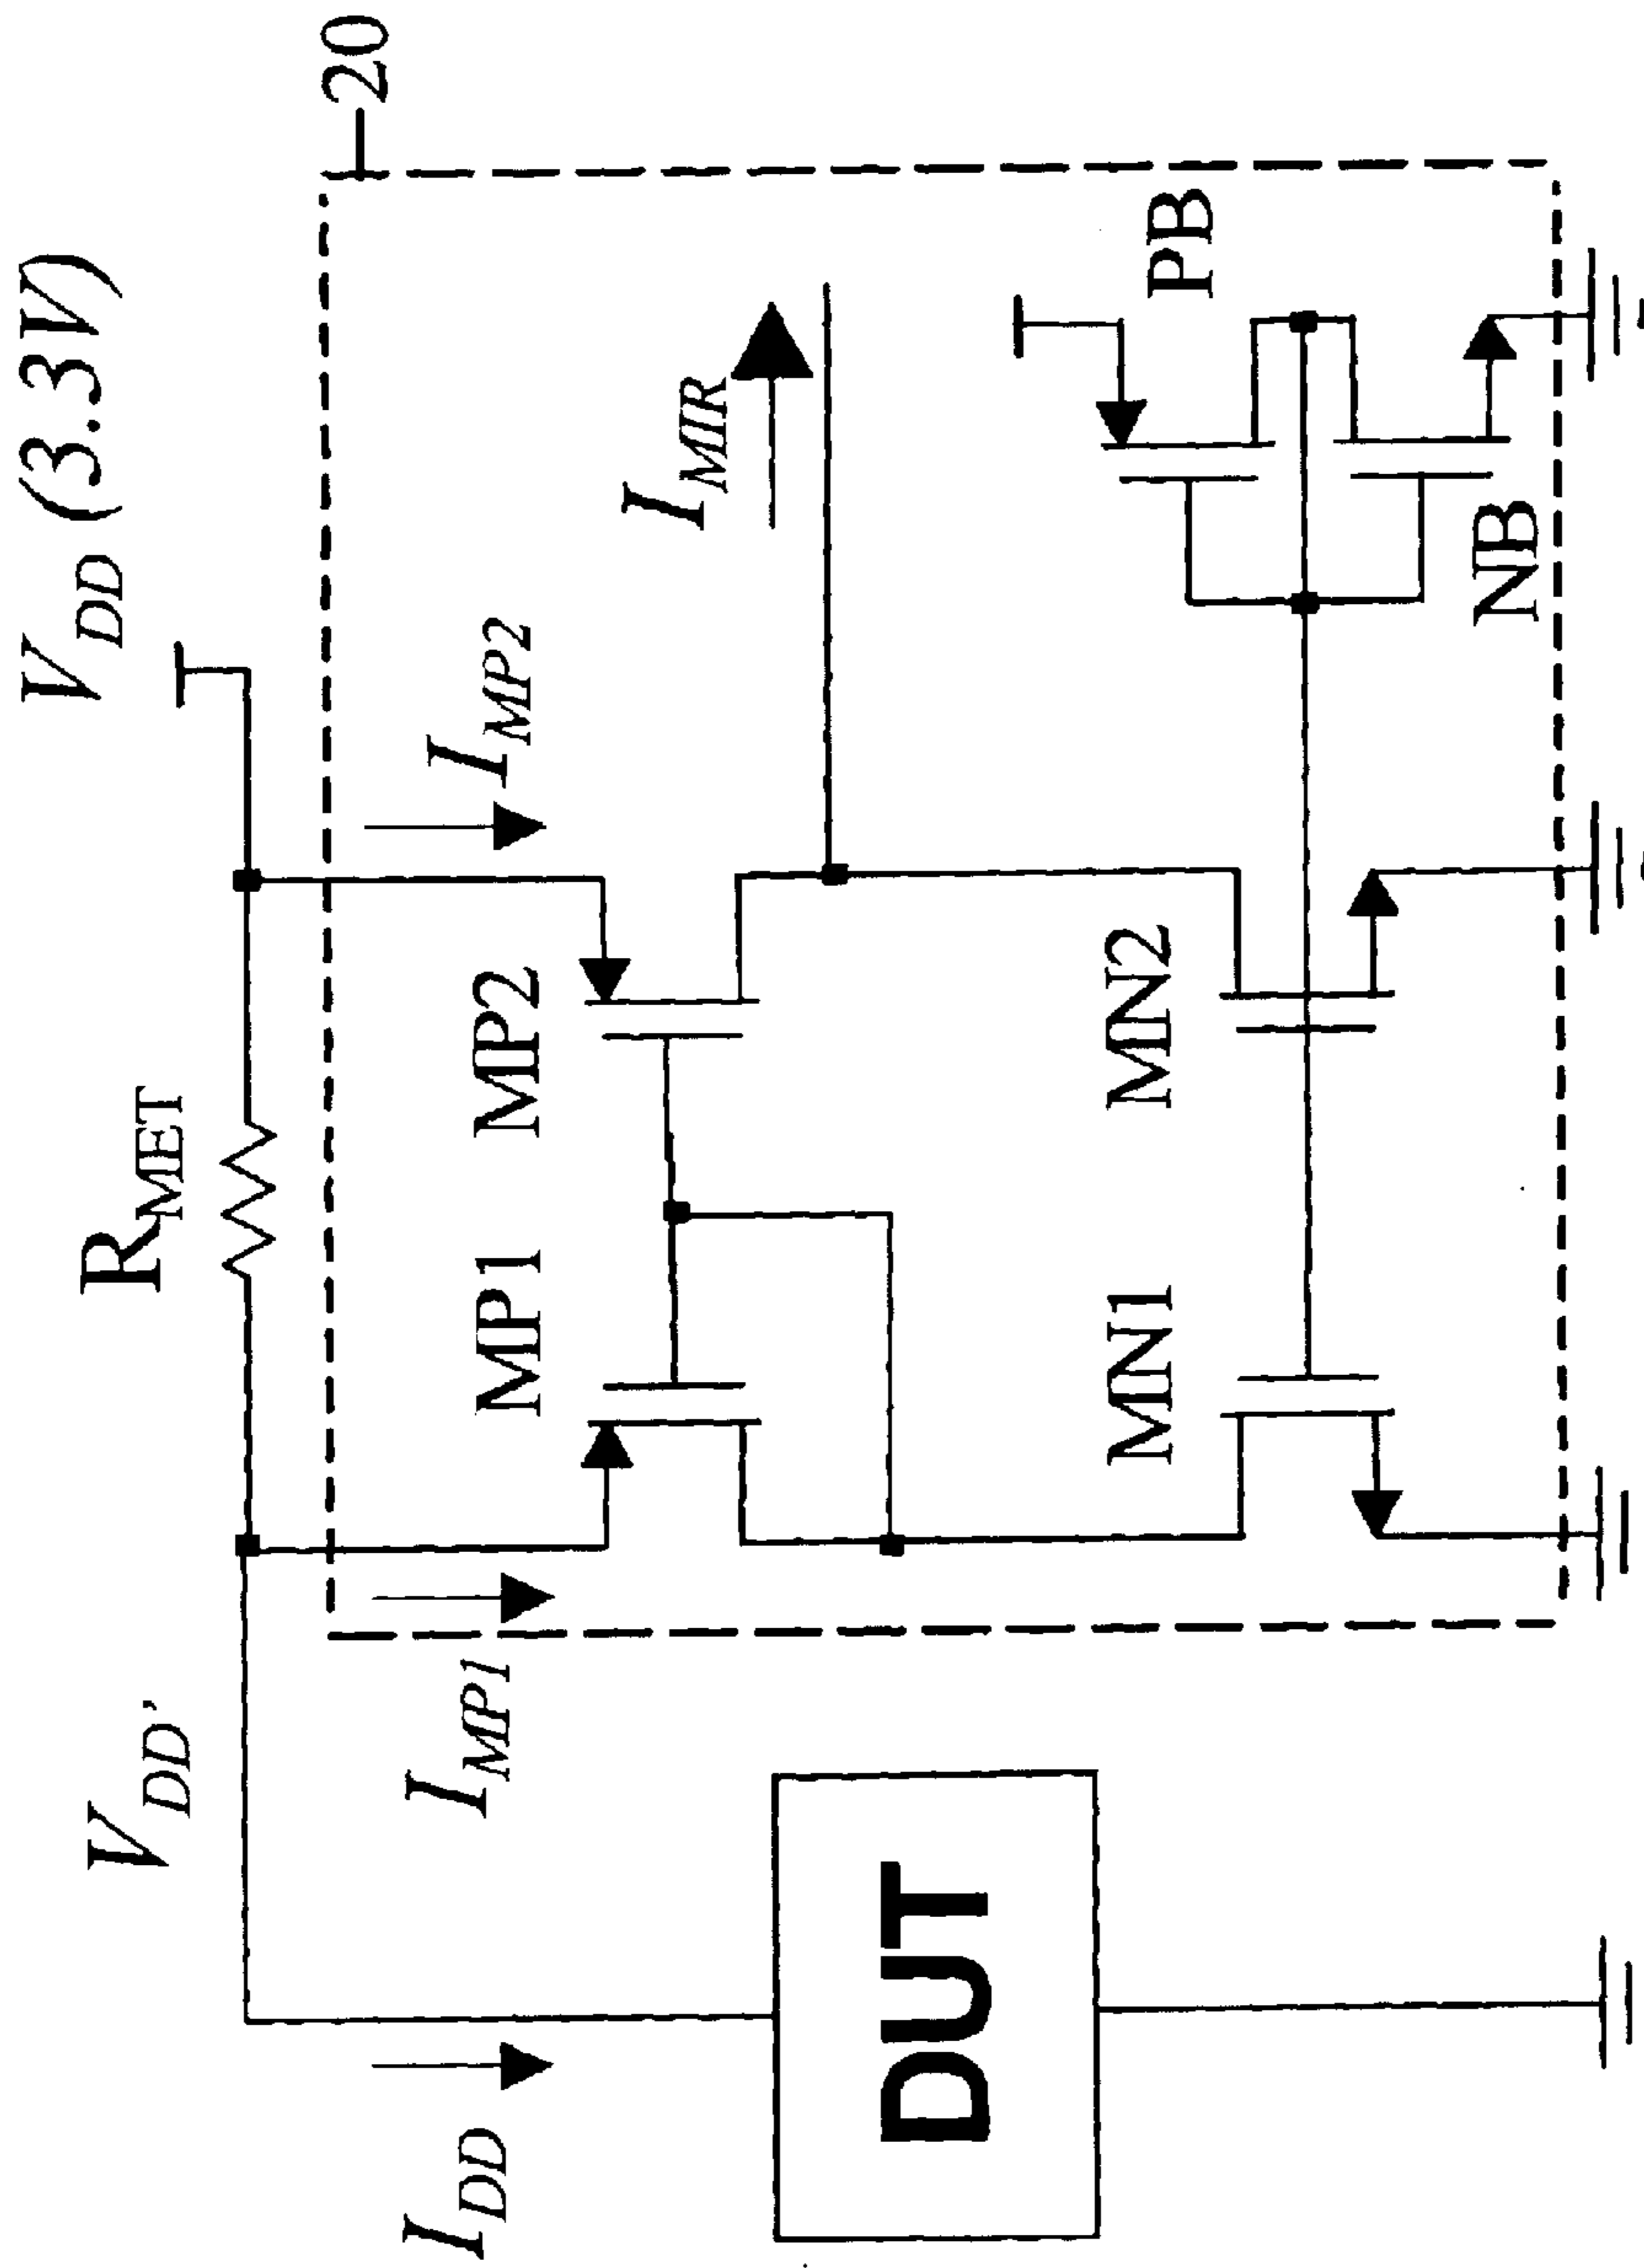 V_DD (3.3V)
R_MET
V_DD'
20
I_MP2
I_MP1
I_DD
MP1
MP2
I_MIR
DUT
MN1
MN2
PB
NB